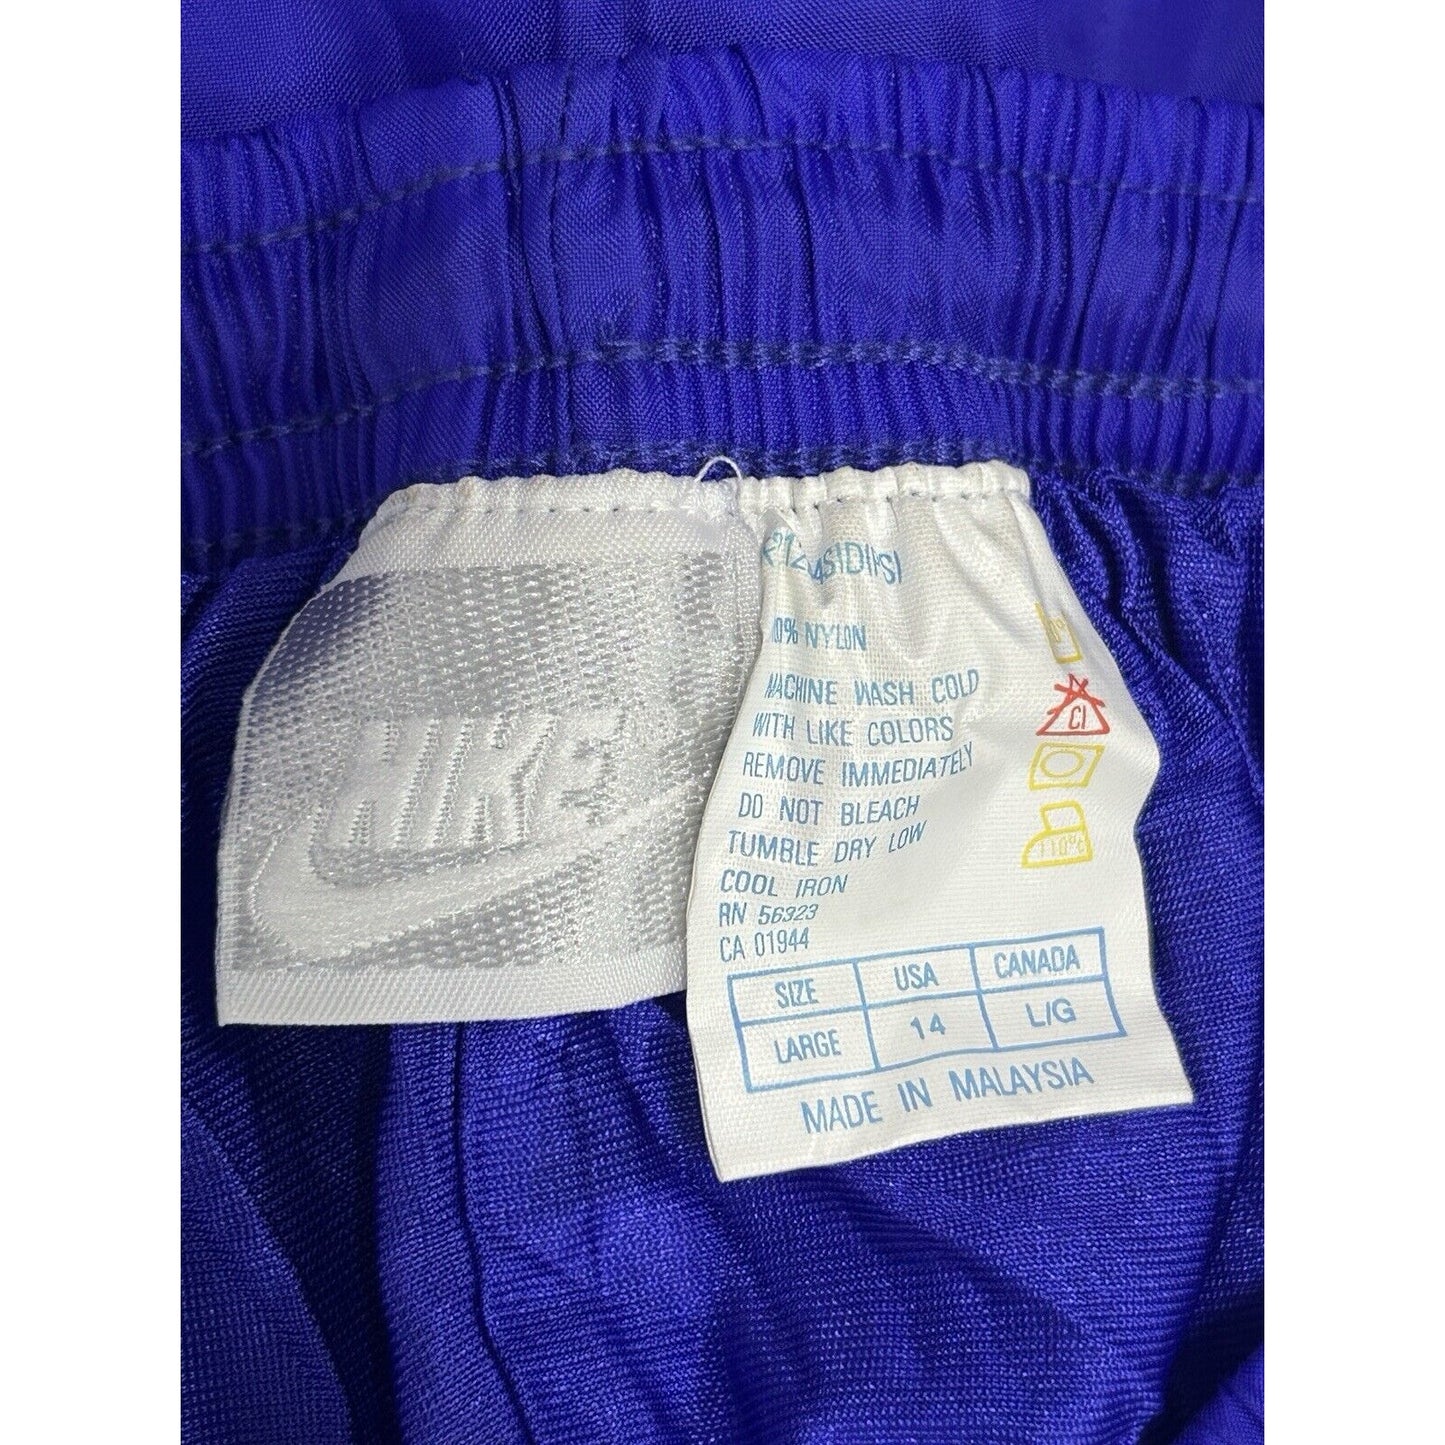 NIKE
NYLON
MACHINE WASH COLD
WITH LIKE COLORS
REMOVE IMMEDIATELY
DO NOT BLEACH
TUMBLE DRY LOW
COOL IRON
RN 56323
CA 01944
Cl
110°C
SIZE USA CANADA
LARGE 14 L/G
MADE IN MALAYSIA